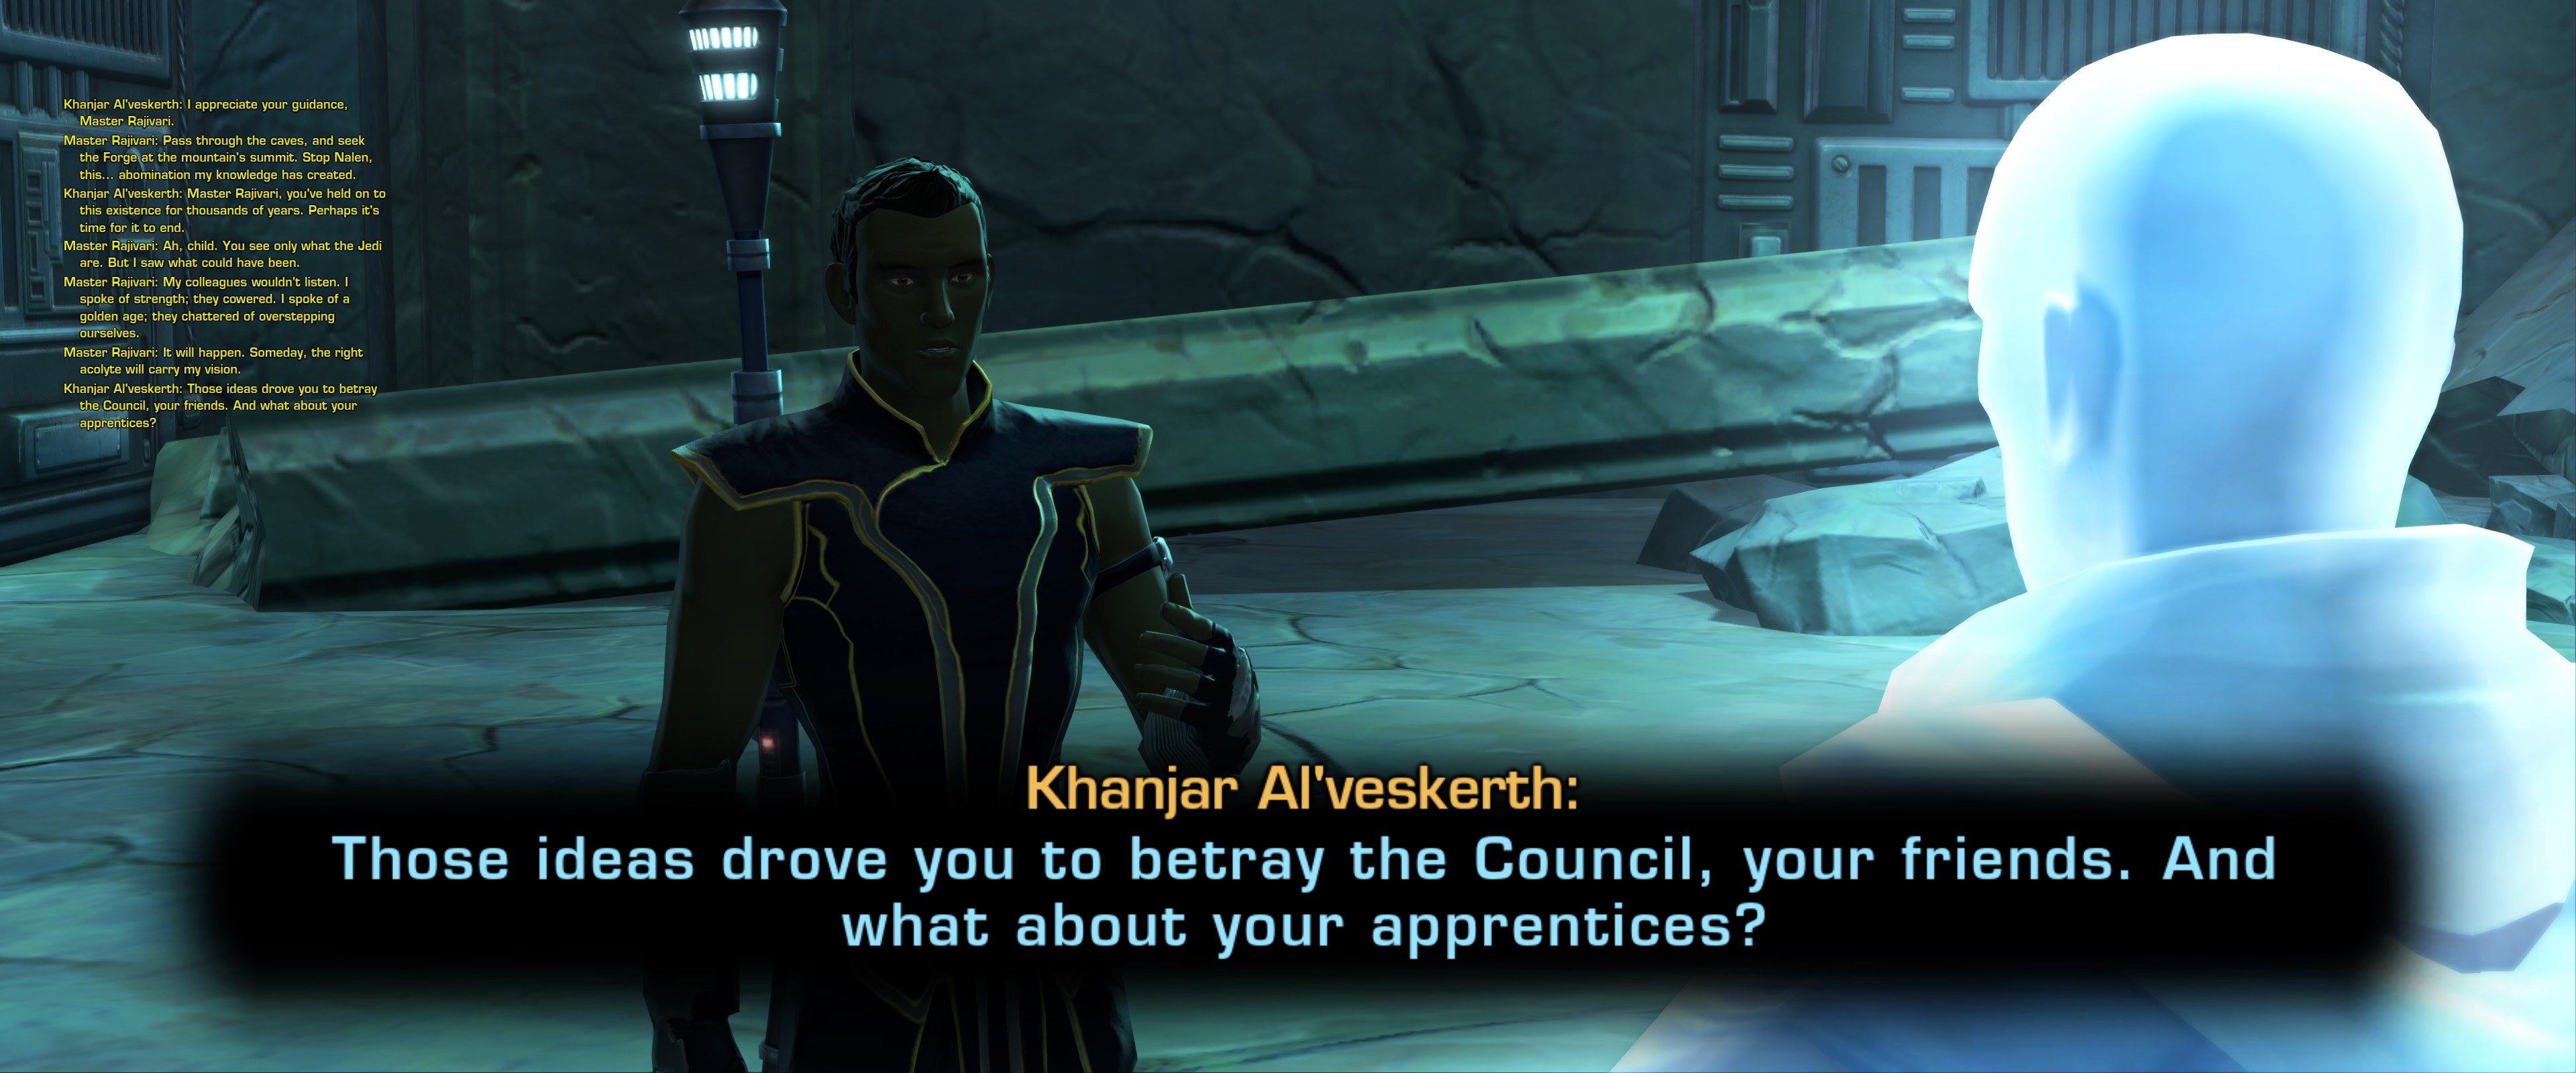 Khanjar Al'veskerth: I appreciate your guidance,
Master Rajivari.
Master Rajivari: Pass through the caves, and seek
the Forge at the mountain's summit. Stop Nalen,
this... abomination my knowledge has created.
Khanjar Al'veskerth: Master Rajivari, you've held on to
this existence for thousands of years. Perhaps it's
time for it to end.
Master Rajivari: Ah, child. You see only what the Jedi
are. But I saw what could have been.
Master Rajivari: My colleagues wouldn't listen. I
spoke of strength; they cowered. I spoke of a
golden age; they chattered of overstepping
ourselves.
Master Rajivari: It will happen. Someday, the right
acolyte will carry my vision.
Khanjar Al'veskerth: Those ideas drove you to betray
the Council, your friends. And what about your
apprentices?
Khanjar Al'veskerth:
Those ideas drove you to betray the Council, your friends. And
what about your apprentices?